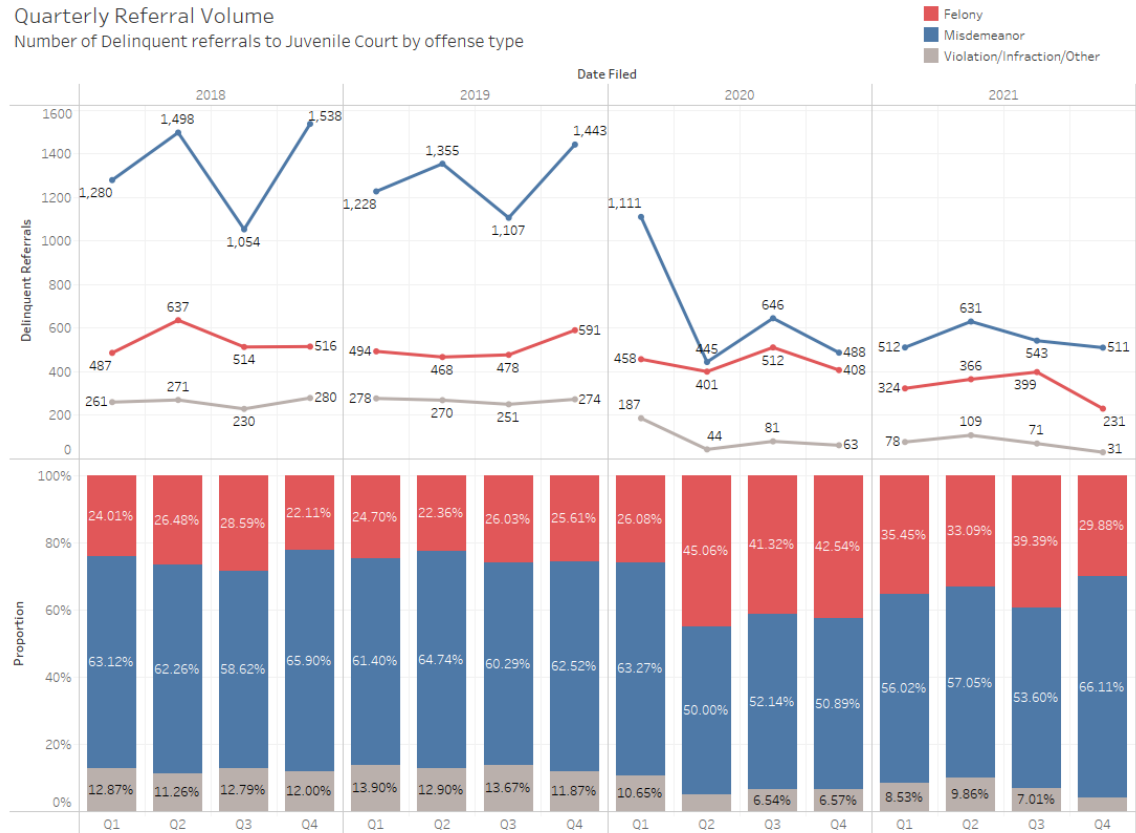 Quarterly Referral Volume
Number of Delinquent referrals to Juvenile Court by offense type
Felony
Misdemeanor
Violation/Infraction/Other
Date Filed
2018 2019 2020 2021
Delinquent Referrals
1600
1400
1200
1000
800
600
400
200
0
1,280 1,498 1,054 1,538 1,228 1,355 1,107 1,443 1,111 445 646 488 512 631 543 511
487 637 514 516 494 468 478 591 458 401 512 408 324 366 399 231
261 271 230 280 278 270 251 274 187 44 81 63 78 109 71 31
Proportion
100%
80%
60%
40%
20%
0%
24.01% 26.48% 28.59% 22.11% 24.70% 22.36% 26.03% 25.61% 26.08% 45.06% 41.32% 42.54% 35.45% 33.09% 39.39% 29.88%
63.12% 62.26% 58.62% 65.90% 61.40% 64.74% 60.29% 62.52% 63.27% 50.00% 52.14% 50.89% 56.02% 57.05% 53.60% 66.11%
12.87% 11.26% 12.79% 12.00% 13.90% 12.90% 13.67% 11.87% 10.65% 6.54% 6.57% 8.53% 9.86% 7.01%
Q1 Q2 Q3 Q4 Q1 Q2 Q3 Q4 Q1 Q2 Q3 Q4 Q1 Q2 Q3 Q4